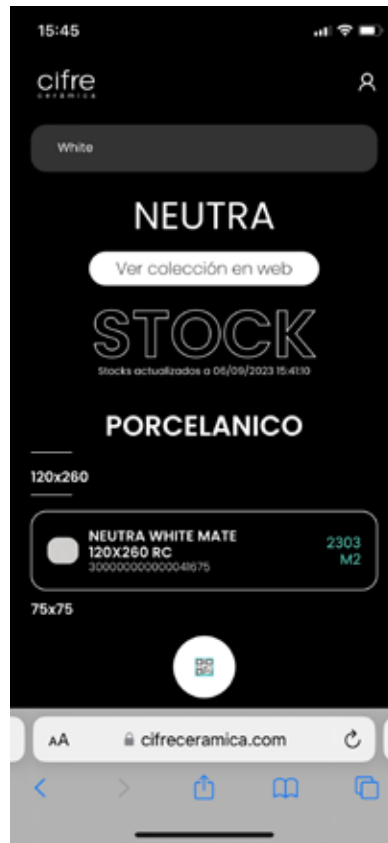 15:45
cifre
cerámica
White
NEUTRA
Ver colección en web
STOCK
Stocks actualizados a 06/09/2023 15:41:10
PORCELANICO
120x260
NEUTRA WHITE MATE
120X260 RC
2303
M2
75x75
AA
cifreceramica.com